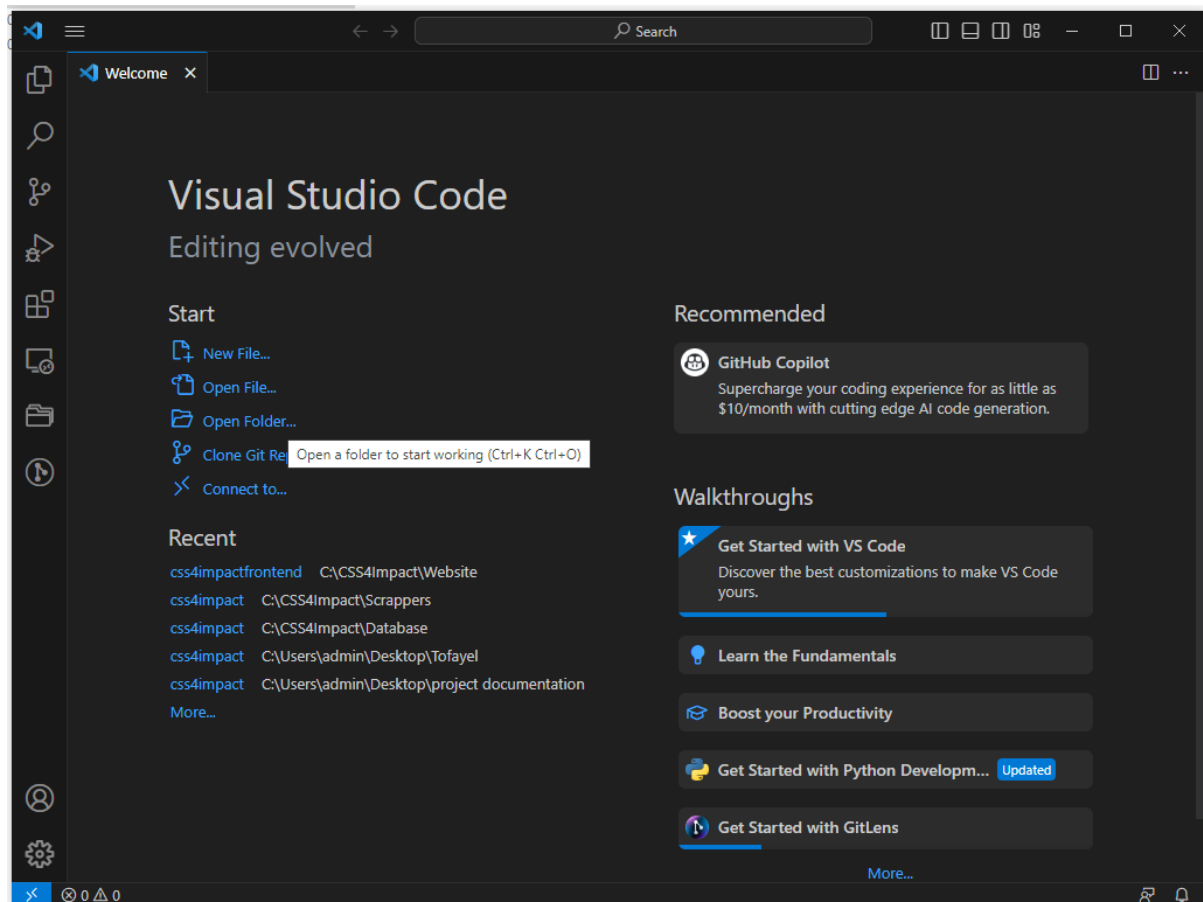 Search
Welcome
Visual Studio Code
Editing evolved
Start
New File...
Open File...
Open Folder...
Clone Git Re
Open a folder to start working (Ctrl+K Ctrl+O)
Connect to...
Recent
css4impactfrontend C:\CSS4Impact\Website
css4impact C:\CSS4Impact\Scrappers
css4impact C:\CSS4Impact\Database
css4impact C:\Users\admin\Desktop\Tofayel
css4impact C:\Users\admin\Desktop\project documentation
More...
Recommended
GitHub Copilot
Supercharge your coding experience for as little as
$10/month with cutting edge AI code generation.
Walkthroughs
Get Started with VS Code
Discover the best customizations to make VS Code
yours.
Learn the Fundamentals
Boost your Productivity
Get Started with Python Developm... Updated
Get Started with GitLens
More...
0 0